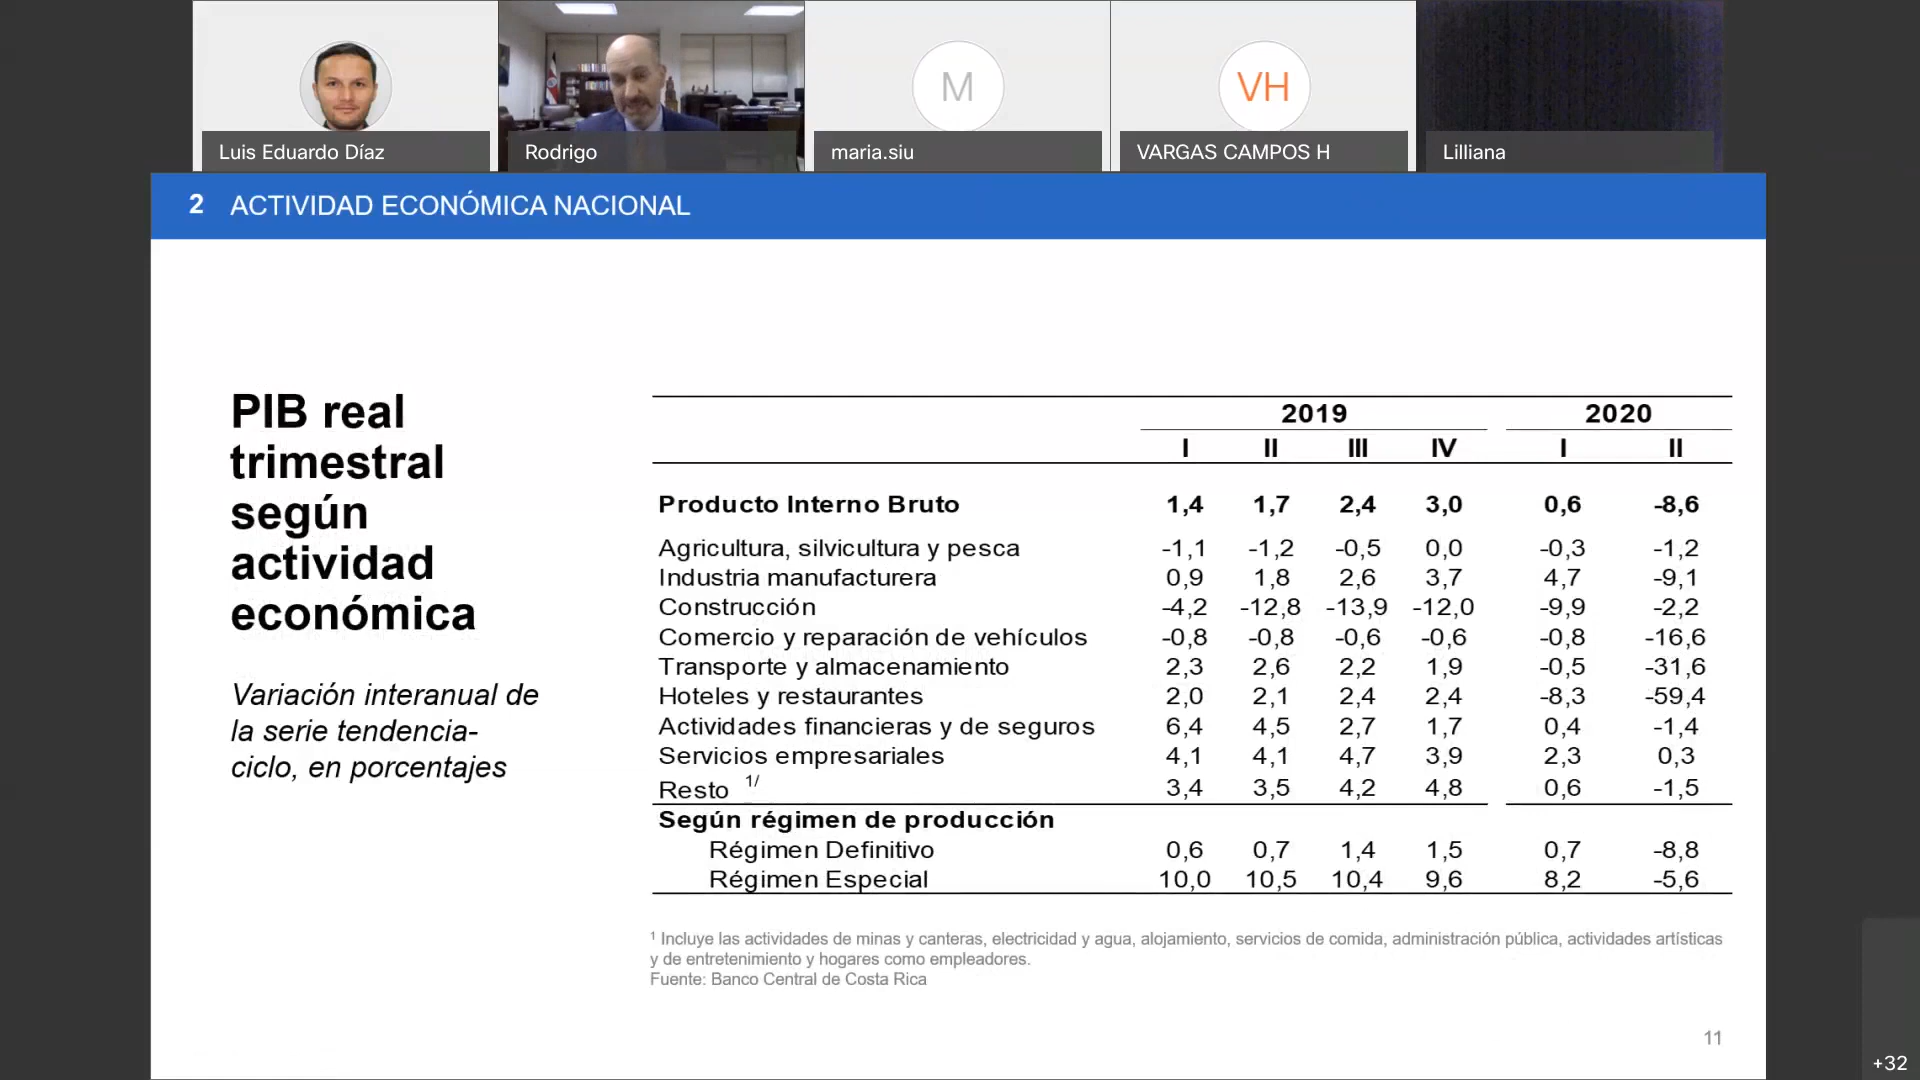 M
VH
Luis Eduardo Díaz
Rodrigo
maria.siu
VARGAS CAMPOS H
Lilliana
2 ACTIVIDAD ECONÓMICA NACIONAL
PIB real
trimestral
según
actividad
económica
Variación interanual de
la serie tendencia-
ciclo, en porcentajes
2019 2020
I II III IV I II
Producto Interno Bruto 1,4 1,7 2,4 3,0 0,6 -8,6
Agricultura, silvicultura y pesca -1,1 -1,2 -0,5 0,0 -0,3 -1,2
Industria manufacturera 0,9 1,8 2,6 3,7 4,7 -9,1
Construcción -4,2 -12,8 -13,9 -12,0 -9,9 -2,2
Comercio y reparación de vehículos -0,8 -0,8 -0,6 -0,6 -0,8 -16,6
Transporte y almacenamiento 2,3 2,6 2,2 1,9 -0,5 -31,6
Hoteles y restaurantes 2,0 2,1 2,4 2,4 -8,3 -59,4
Actividades financieras y de seguros 6,4 4,5 2,7 1,7 0,4 -1,4
Servicios empresariales 4,1 4,1 4,7 3,9 2,3 0,3
Resto 1/ 3,4 3,5 4,2 4,8 0,6 -1,5
Según régimen de producción
Régimen Definitivo 0,6 0,7 1,4 1,5 0,7 -8,8
Régimen Especial 10,0 10,5 10,4 9,6 8,2 -5,6
1 Incluye las actividades de minas y canteras, electricidad y agua, alojamiento, servicios de comida, administración pública, actividades artísticas
y de entretenimiento y hogares como empleadores.
Fuente: Banco Central de Costa Rica
11
+32